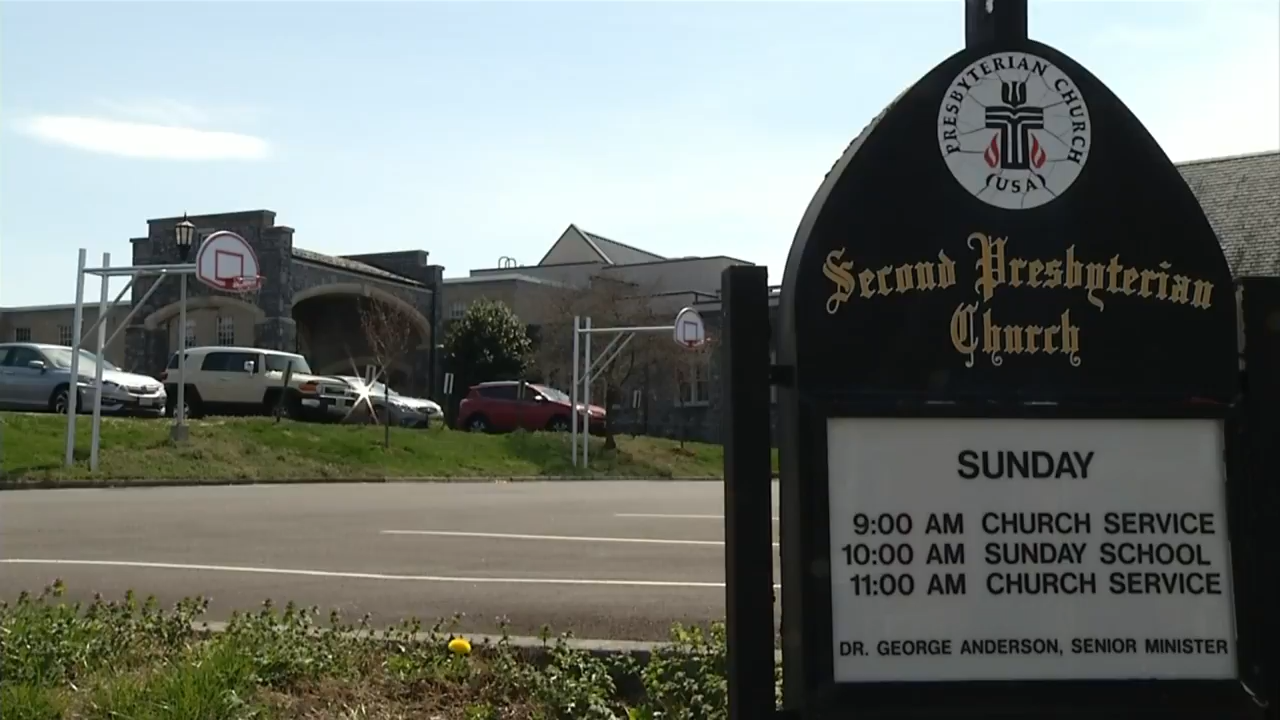 PRESBYTERIAN CHURCH
(USA)
Second Presbyterian
Church
SUNDAY
9:00 AM CHURCH SERVICE
10:00 AM SUNDAY SCHOOL
11:00 AM CHURCH SERVICE
DR. GEORGE ANDERSON, SENIOR MINISTER